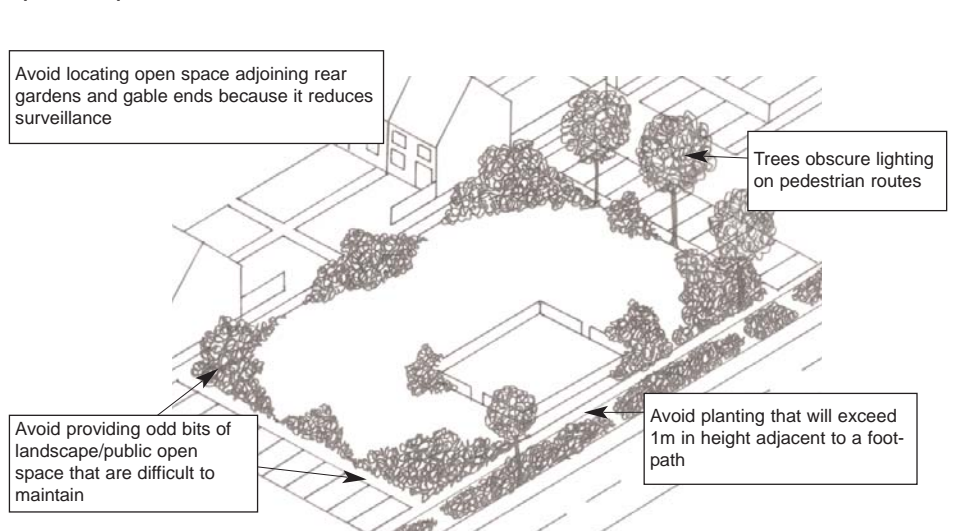 Avoid locating open space adjoining rear
gardens and gable ends because it reduces
surveillance
Trees obscure lighting
on pedestrian routes
Avoid providing odd bits of
landscape/public open
space that are difficult to
maintain
Avoid planting that will exceed
1m in height adjacent to a foot-
path